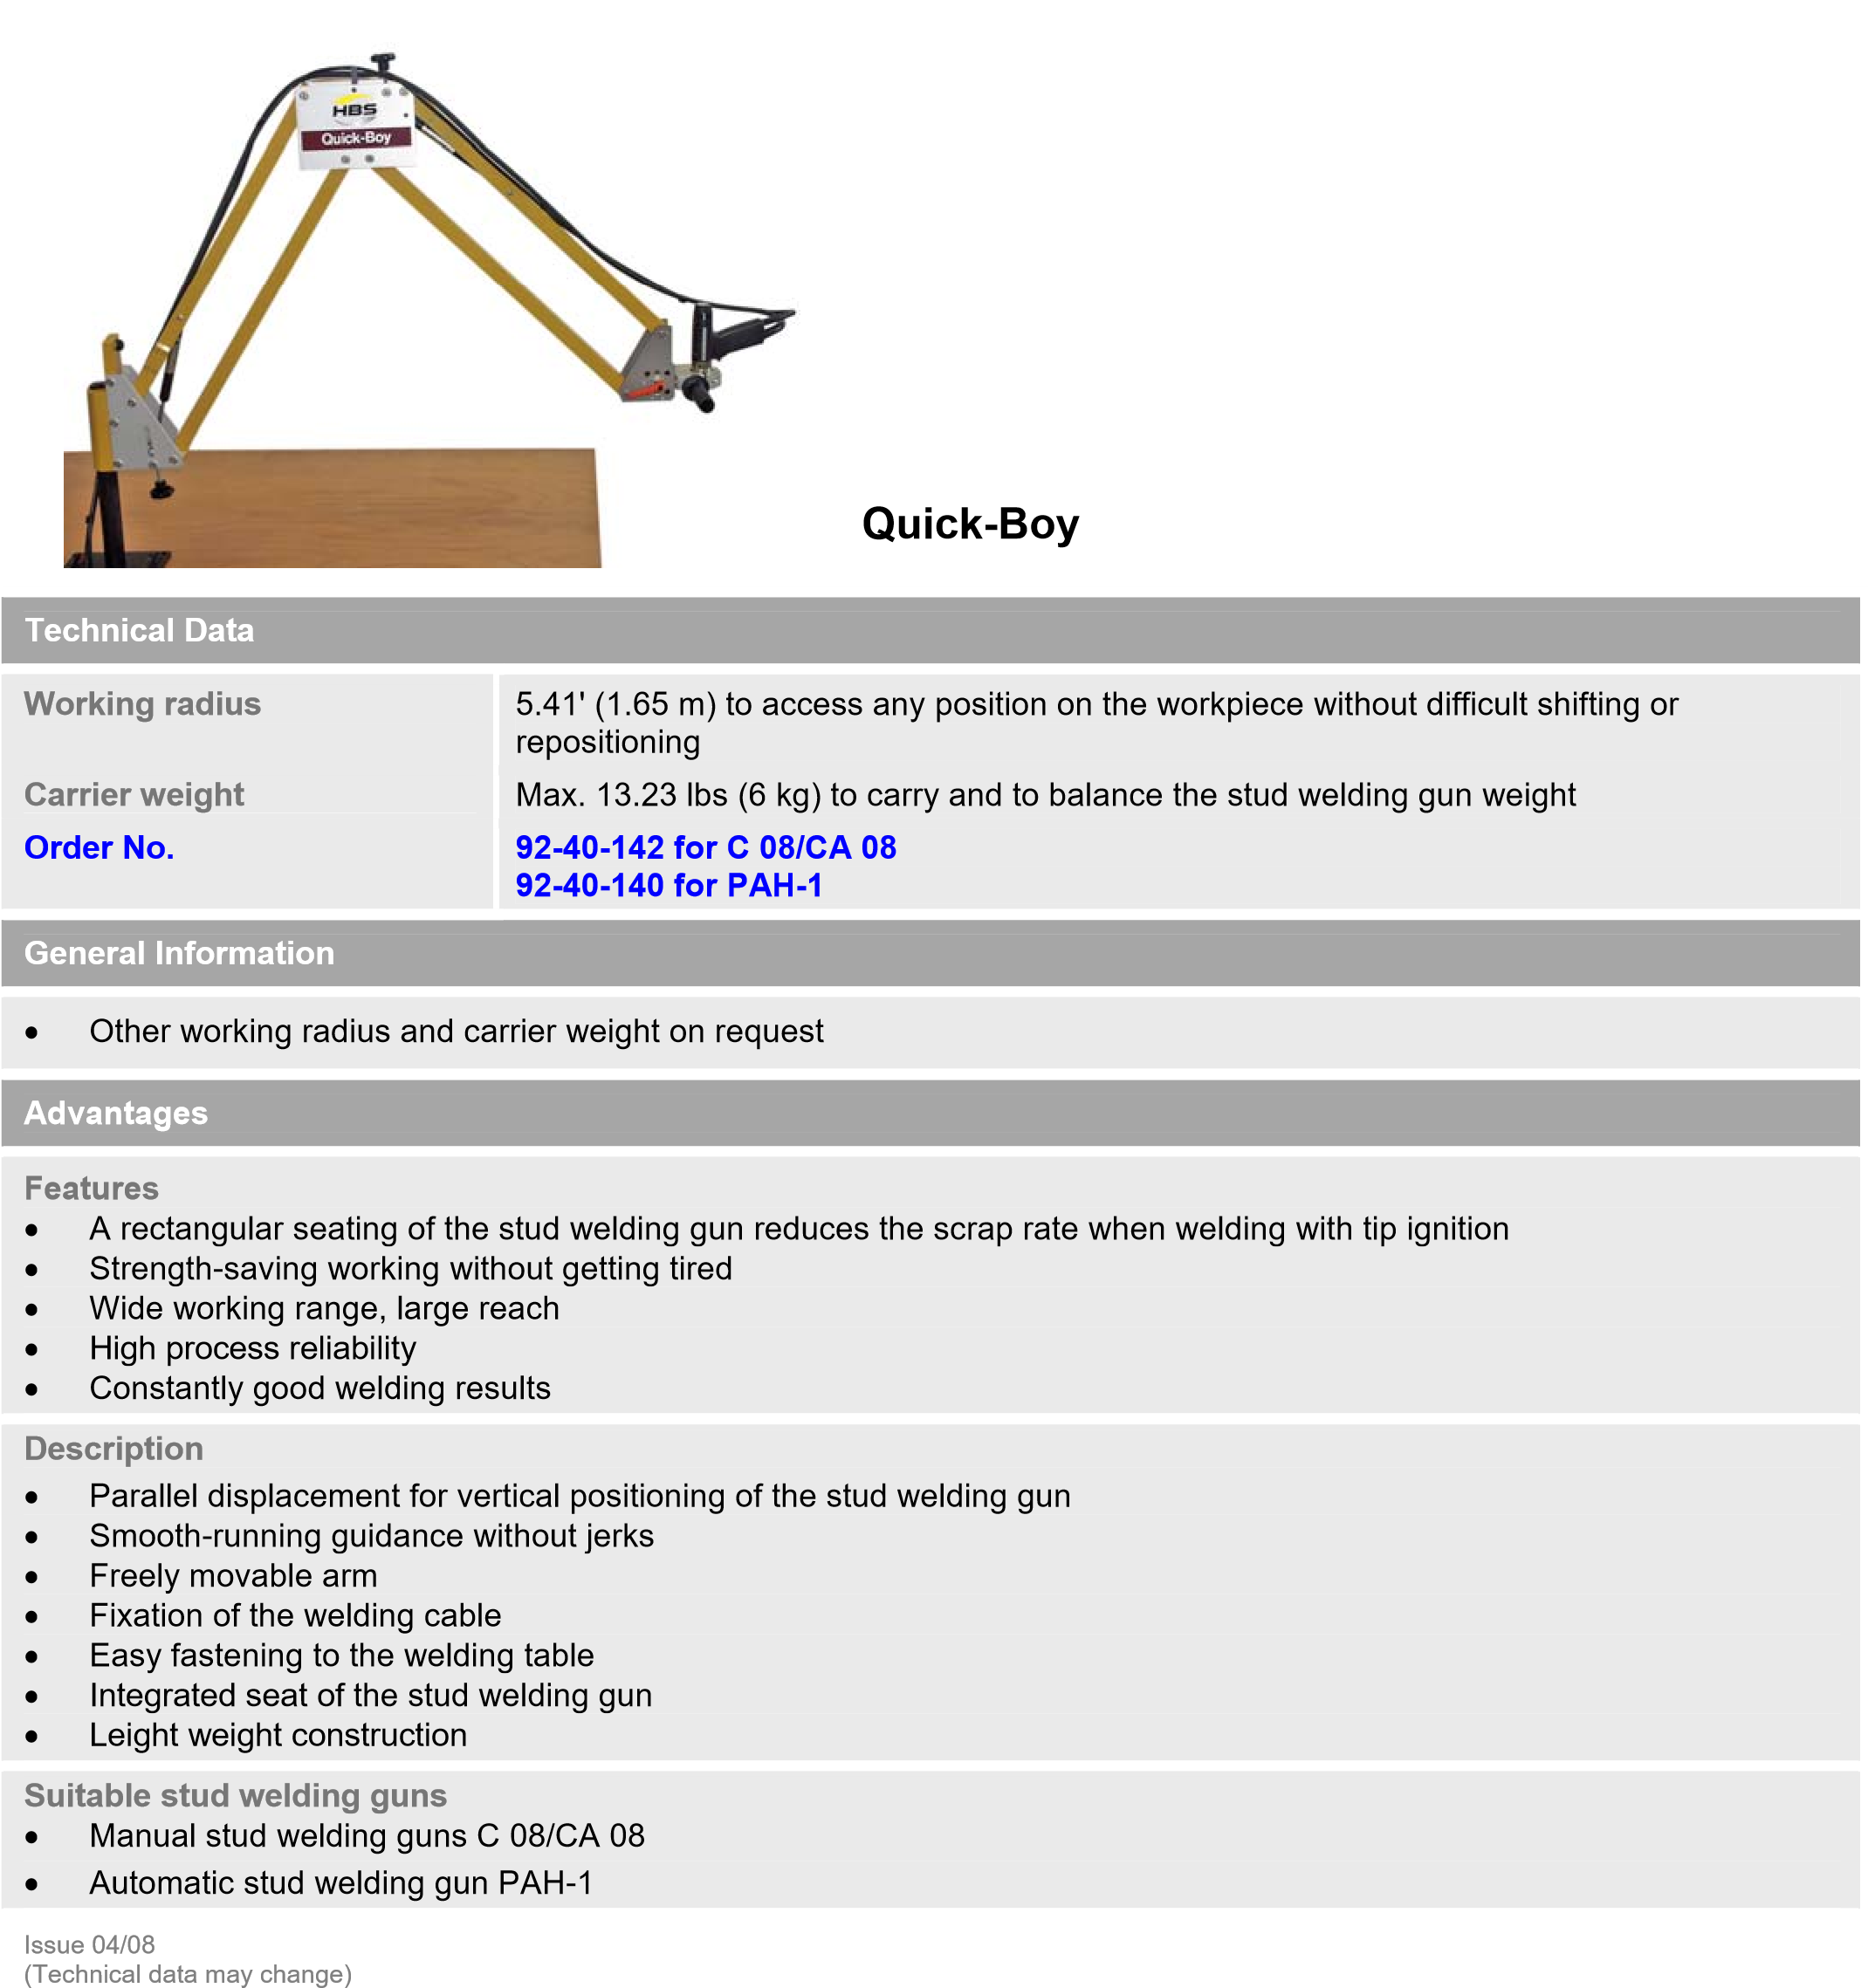 HBS
Quick-Boy
Quick-Boy
Technical Data
Working radius
5.41' (1.65 m) to access any position on the workpiece without difficult shifting or
repositioning
Carrier weight
Max. 13.23 lbs (6 kg) to carry and to balance the stud welding gun weight
Order No.
92-40-142 for C 08/CA 08
92-40-140 for PAH-1
General Information
• Other working radius and carrier weight on request
Advantages
Features
• A rectangular seating of the stud welding gun reduces the scrap rate when welding with tip ignition
• Strength-saving working without getting tired
• Wide working range, large reach
• High process reliability
• Constantly good welding results
Description
• Parallel displacement for vertical positioning of the stud welding gun
• Smooth-running guidance without jerks
• Freely movable arm
• Fixation of the welding cable
• Easy fastening to the welding table
• Integrated seat of the stud welding gun
• Leight weight construction
Suitable stud welding guns
• Manual stud welding guns C 08/CA 08
• Automatic stud welding gun PAH-1
Issue 04/08
(Technical data may change)